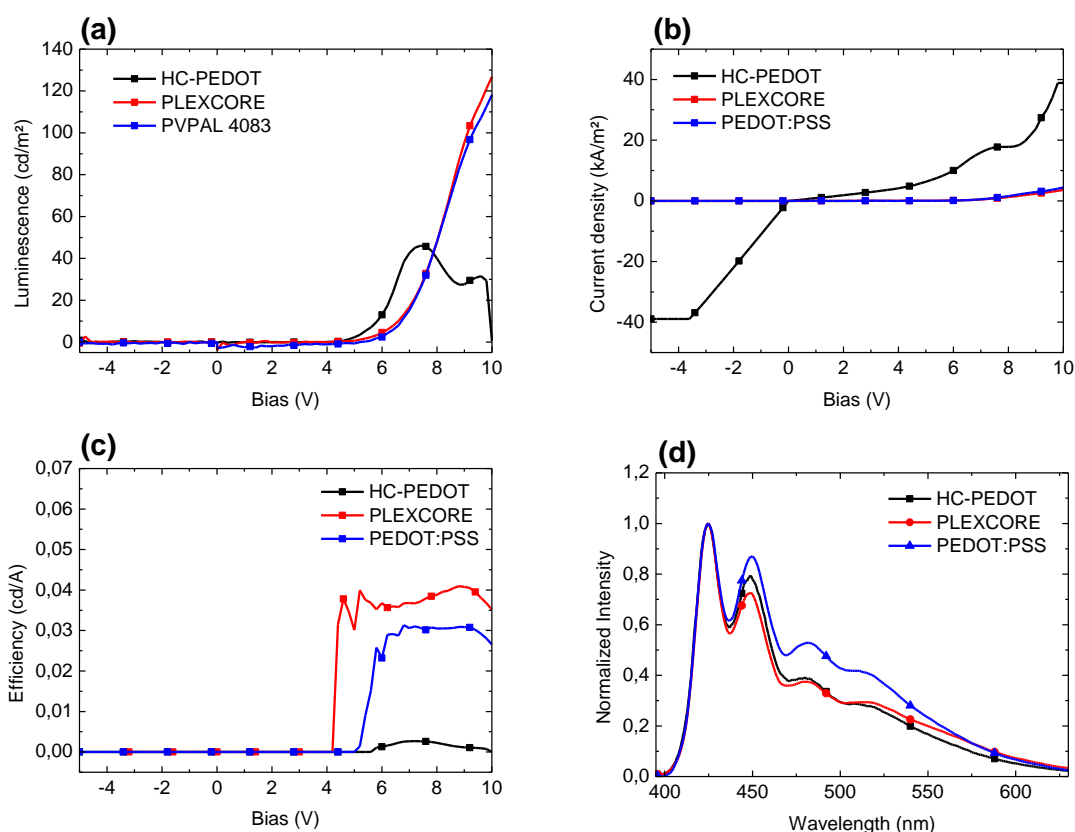 (a)
140
120
100
80
60
40
20
0
Luminescence (cd/m²)
HC-PEDOT
PLEXCORE
PVPAL 4083
-4 -2 0 2 4 6 8 10
Bias (V)
(b)
40
20
0
-20
-40
Current density (kA/m²)
HC-PEDOT
PLEXCORE
PEDOT:PSS
-4 -2 0 2 4 6 8 10
Bias (V)
(c)
0,07
0,06
0,05
0,04
0,03
0,02
0,01
0,00
Efficiency (cd/A)
HC-PEDOT
PLEXCORE
PEDOT:PSS
-4 -2 0 2 4 6 8 10
Bias (V)
(d)
1,2
1,0
0,8
0,6
0,4
0,2
0,0
Normalized Intensity
HC-PEDOT
PLEXCORE
PEDOT:PSS
400 450 500 550 600
Wavelength (nm)